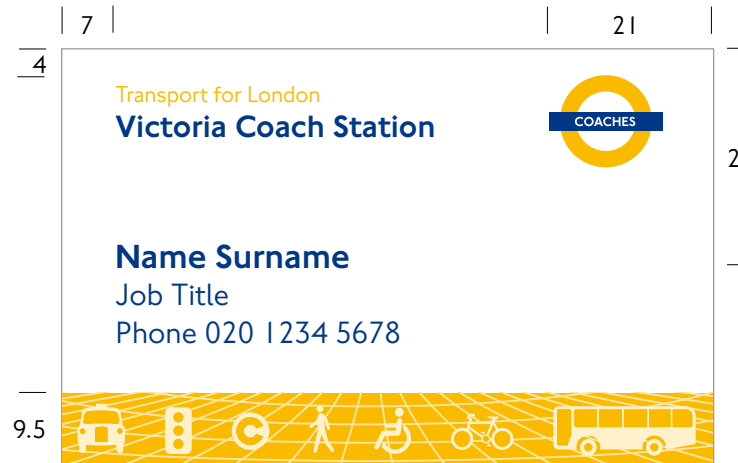 7
21
4
Transport for London
Victoria Coach Station
COACHES
2
Name Surname
Job Title
Phone 020 1234 5678
9.5
C